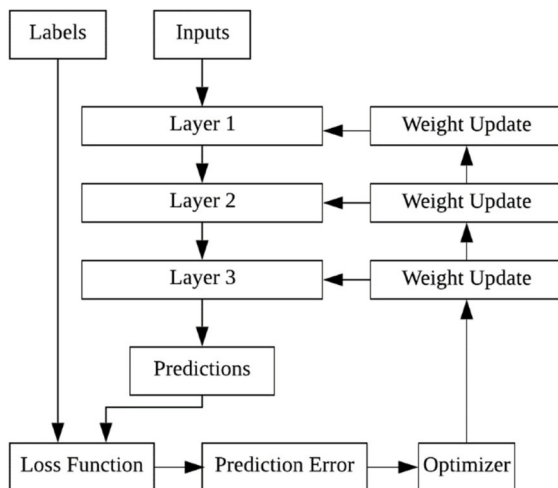 Labels
Inputs
Layer 1
Weight Update
Layer 2
Weight Update
Layer 3
Weight Update
Predictions
Loss Function
Prediction Error
Optimizer